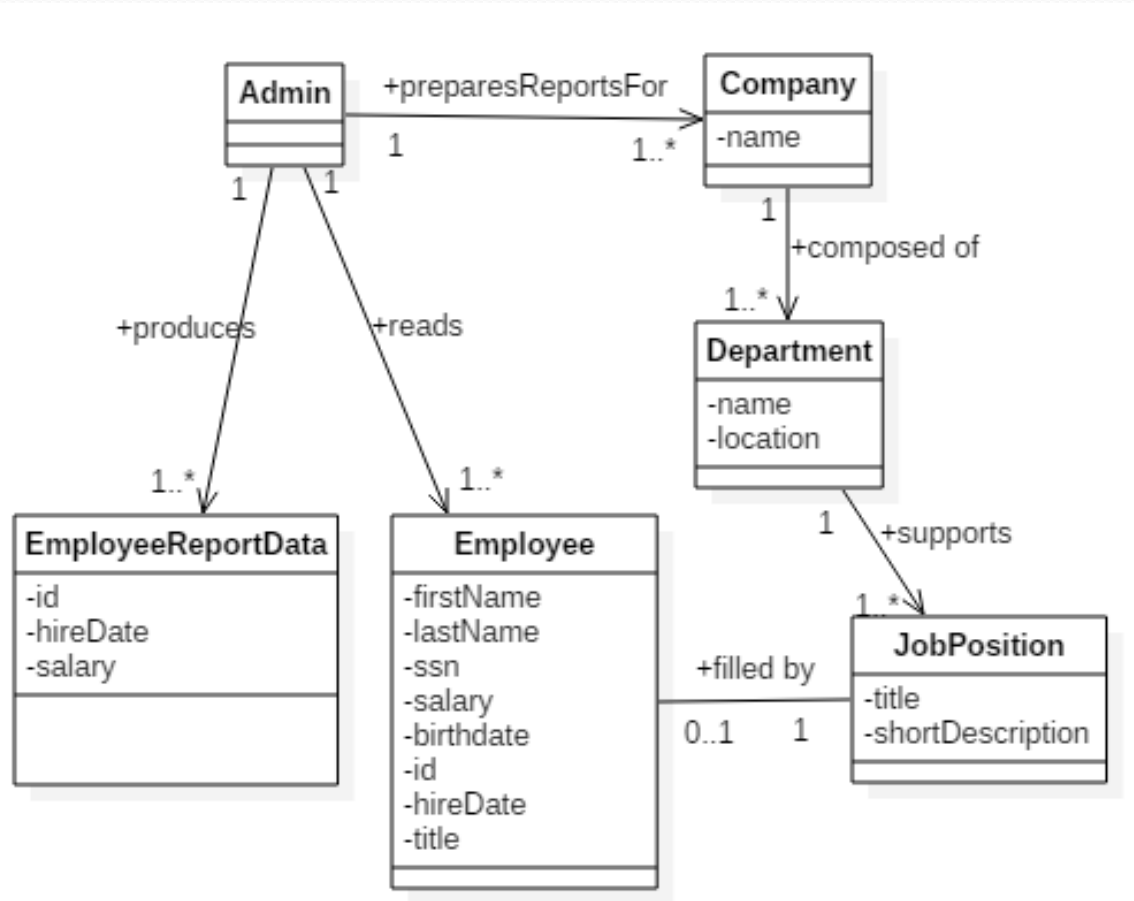 Admin
+preparesReportsFor
1
1..*
Company
-name
1
+composed of
1..*
1
1
+produces
+reads
1..*
1..*
Department
-name
-location
1
+supports
1..*
EmployeeReportData
-id
-hireDate
-salary
Employee
-firstName
-lastName
-ssn
-salary
-birthdate
-id
-hireDate
-title
+filled by
0..1
1
JobPosition
-title
-shortDescription